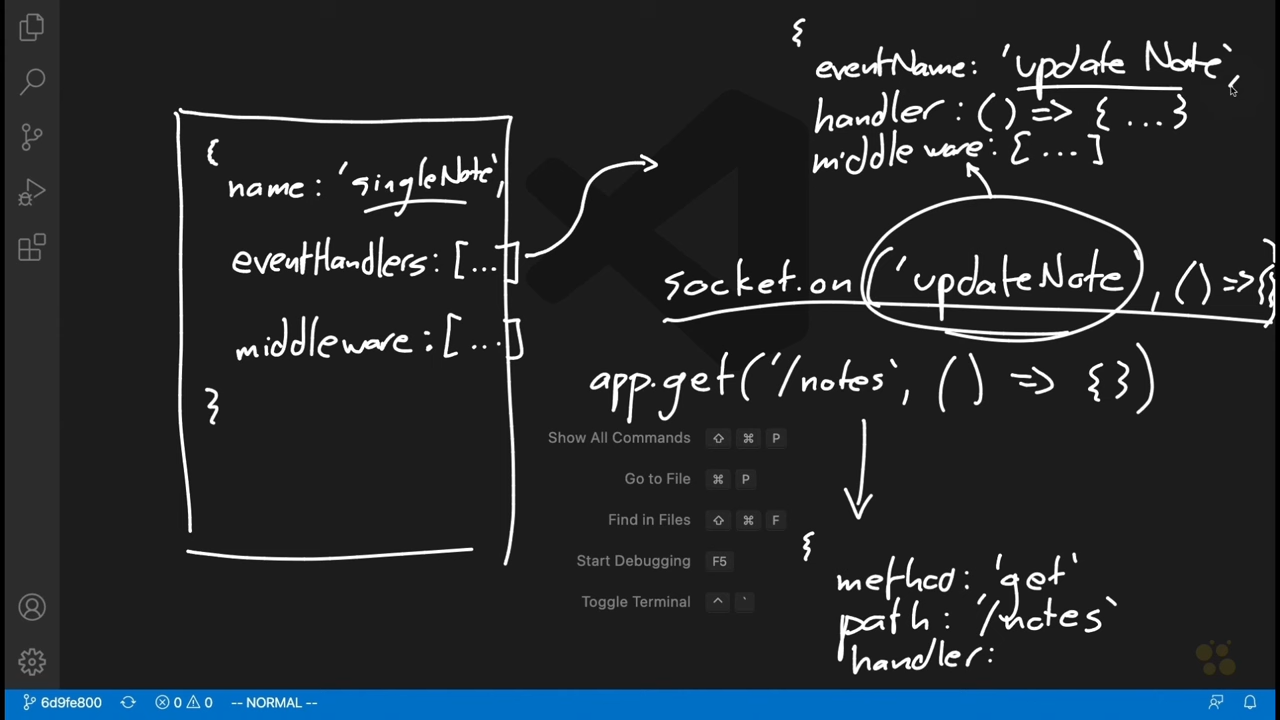 {
name: 'singleNote',
eventHandlers: [...]
middleware: [...]
}
{
eventName: 'update Note',
handler: () => {...}
middleware: [...]
socket.on('updateNote', () => {}
app.get('/notes', () => {})
Show All Commands ⇧ ⌘ P
Go to File ⌘ P
Find in Files ⇧ ⌘ F
Start Debugging F5
Toggle Terminal ^ `
{
method: 'get'
path: '/notes'
handler:
6d9fe800 0 0 -- NORMAL --